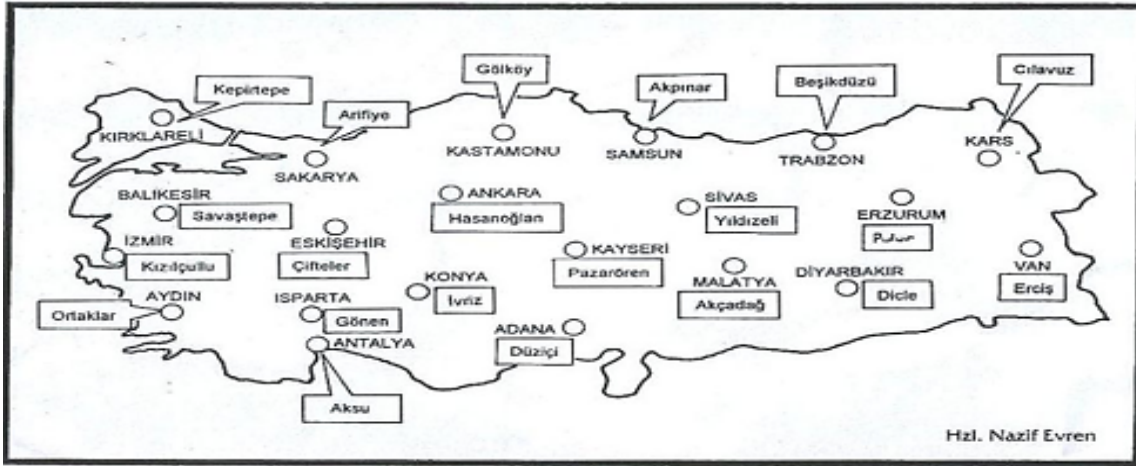 Kepirtepe
Gölköy
Akpınar
Beşikdüzü
Cılavuz
Arifiye
KIRKLARELİ
SAKARYA
KASTAMONU
SAMSUN
TRABZON
KARS
BALIKESİR
Savaştepe
ANKARA
Hasanoğlan
SİVAS
Yıldızeli
ERZURUM
İZMİR
Kızılçullu
ESKİŞEHİR
Çifteler
KAYSERİ
Pazarören
KONYA
İvriz
MALATYA
Akçadağ
DİYARBAKIR
Dicle
VAN
Erciş
AYDIN
Ortaklar
ISPARTA
Gönen
ADANA
Düziçi
ANTALYA
Aksu
Hzl. Nazif Evren